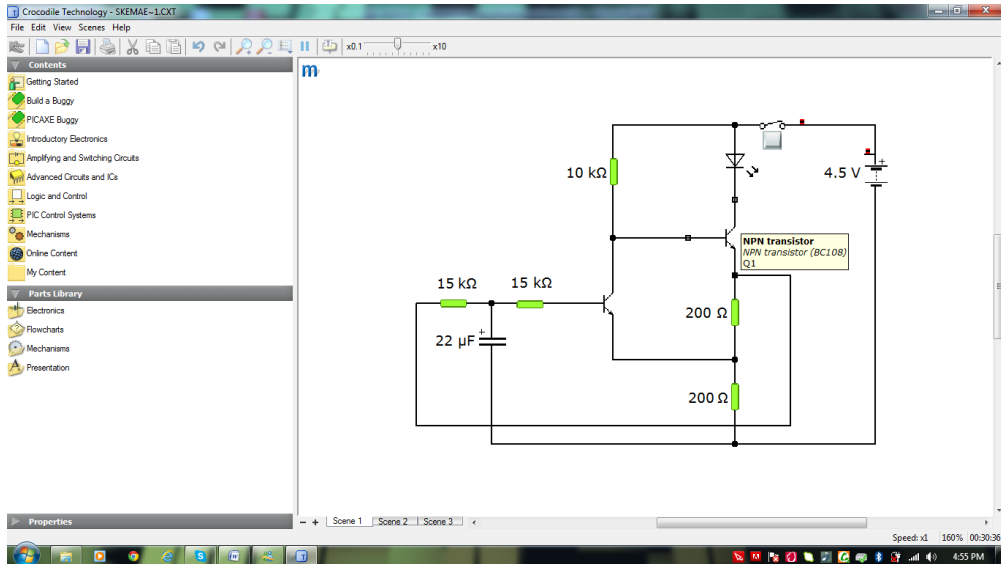 Crocodile Technology - SKEMAE~1.CXT
File Edit View Scenes Help
x0.1 x10
Contents
Getting Started
Build a Buggy
PICAXE Buggy
Introductory Electronics
Amplifying and Switching Circuits
Advanced Circuits and ICs
Logic and Control
PIC Control Systems
Mechanisms
Online Content
My Content
Parts Library
Electronics
Flowcharts
Mechanisms
Presentation
Properties
m
10 kΩ
4.5 V
+
NPN transistor
NPN transistor (BC108)
Q1
15 kΩ 15 kΩ
200 Ω
22 µF
+
200 Ω
- + Scene 1 Scene 2 Scene 3
Speed: x1 160% 00:30:36
4:55 PM